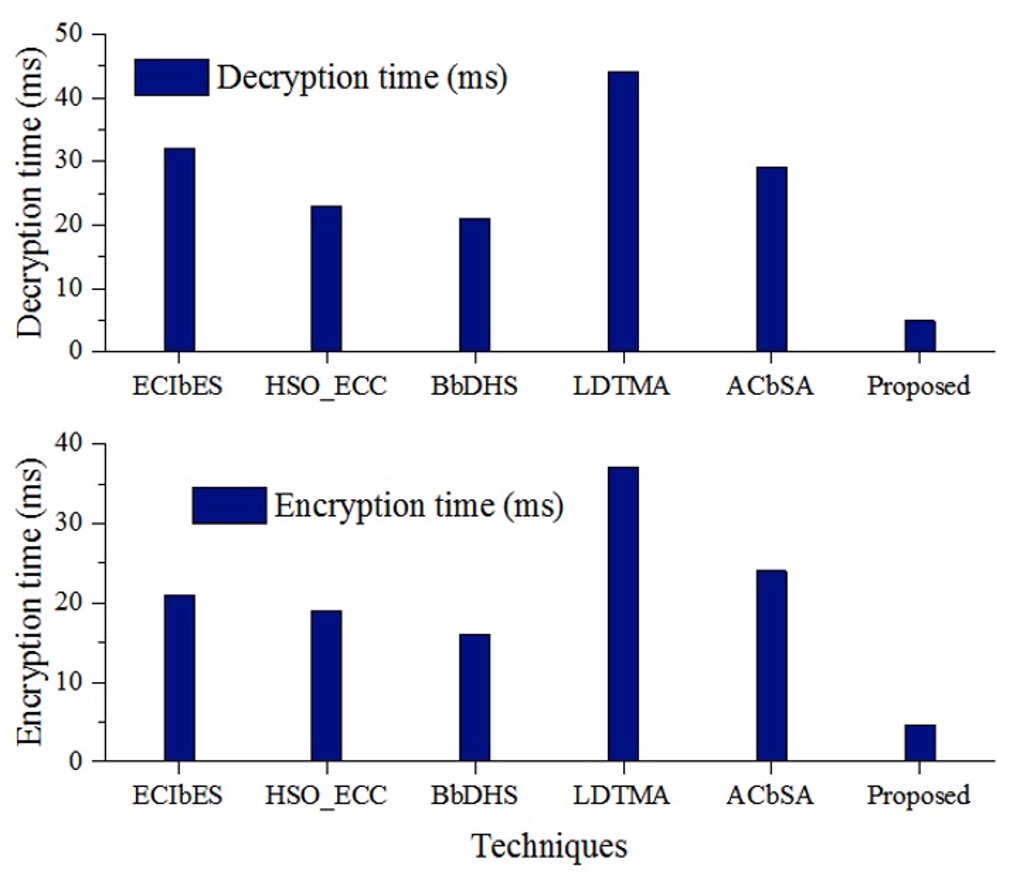 50
Decryption time (ms)
40
30
20
10
0
Decryption time (ms)
ECIbES HSO_ECC BbDHS LDTMA ACbSA Proposed
40
Encryption time (ms)
30
20
10
0
Encryption time (ms)
ECIbES HSO_ECC BbDHS LDTMA ACbSA Proposed
Techniques